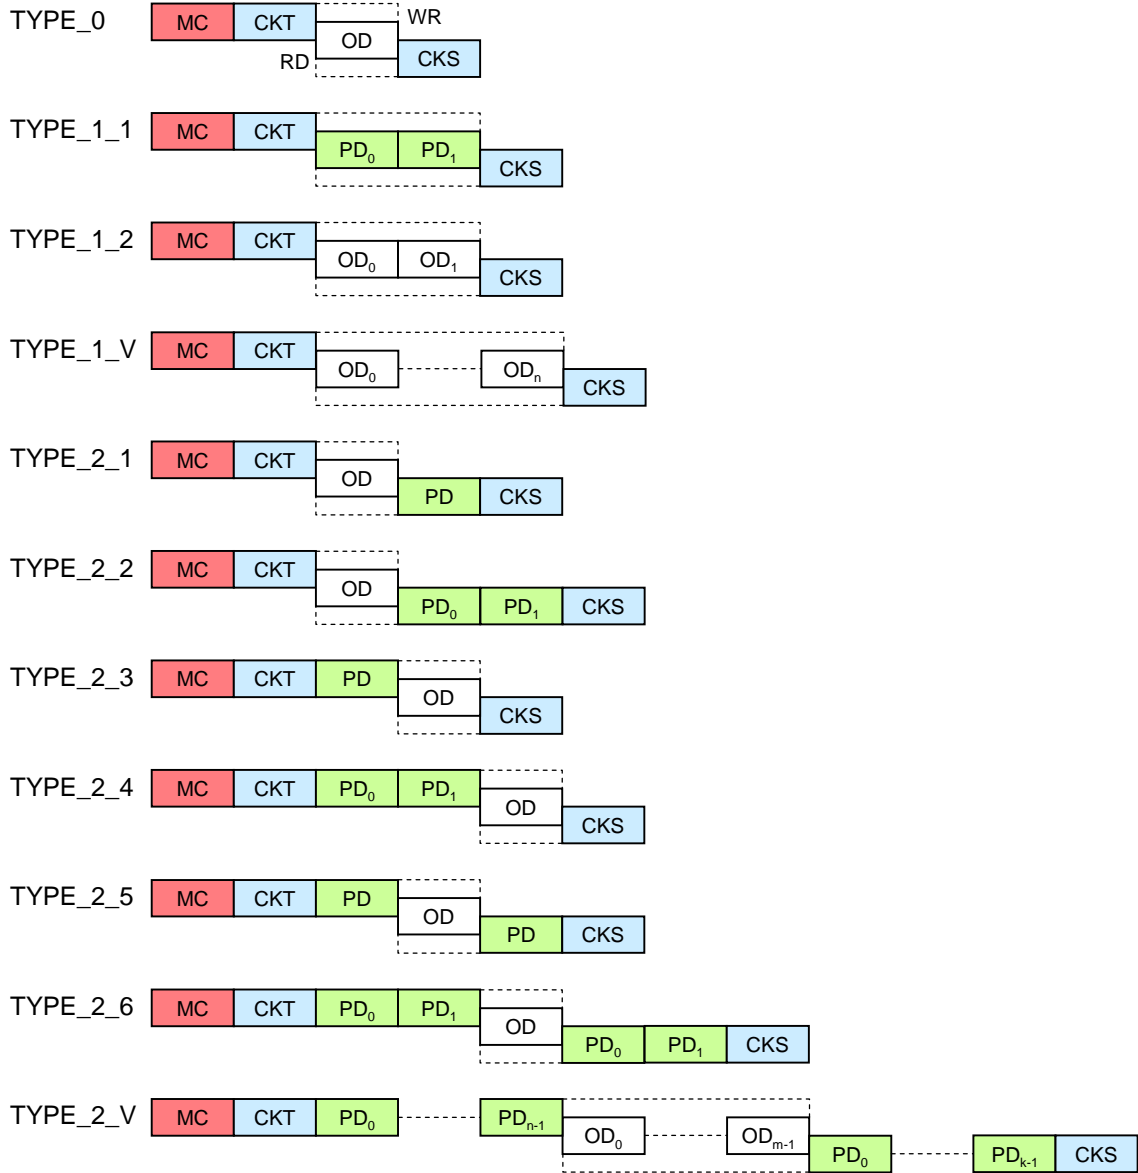 TYPE_0 MC CKT OD WR
RD CKS
TYPE_1_1 MC CKT PD0 PD1 CKS
TYPE_1_2 MC CKT OD0 OD1 CKS
TYPE_1_V MC CKT OD0 ODn CKS
TYPE_2_1 MC CKT OD PD CKS
TYPE_2_2 MC CKT OD PD0 PD1 CKS
TYPE_2_3 MC CKT PD OD CKS
TYPE_2_4 MC CKT PD0 PD1 OD CKS
TYPE_2_5 MC CKT PD OD PD CKS
TYPE_2_6 MC CKT PD0 PD1 OD PD0 PD1 CKS
TYPE_2_V MC CKT PD0 PDn-1 OD0 ODm-1 PD0 PDk-1 CKS